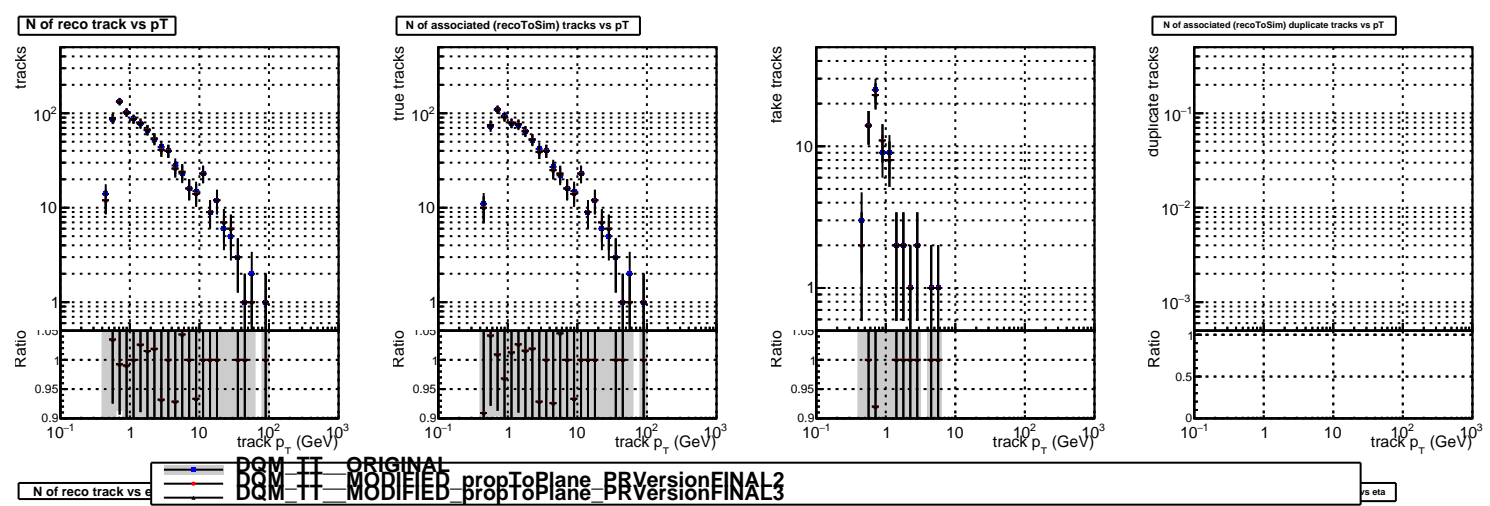 N of reco track vs pT
N of associated (recoToSim) tracks vs pT
N of associated (recoToSim) duplicate tracks vs pT
tracks
10²
10
1
Ratio
1.05
1
0.95
0.9
10⁻¹ 1 10 10² 10³
track p_T (GeV)
true tracks
10²
10
1
Ratio
1.05
1
0.95
0.9
10⁻¹ 1 10 10² 10³
track p_T (GeV)
fake tracks
10
1
Ratio
1.05
1
0.95
0.9
10⁻¹ 1 10 10² 10³
track p_T (GeV)
duplicate tracks
10⁻¹
10⁻²
10⁻³
Ratio
1
0.5
0
10⁻¹ 1 10 10² 10³
track p_T (GeV)
DQM_TT__ORIGINAL
DQM_TT__MODIFIED_propToPlane_PRVersionFINAL2
DQM_TT__MODIFIED_propToPlane_PRVersionFINAL3
N of reco track vs e
vs eta